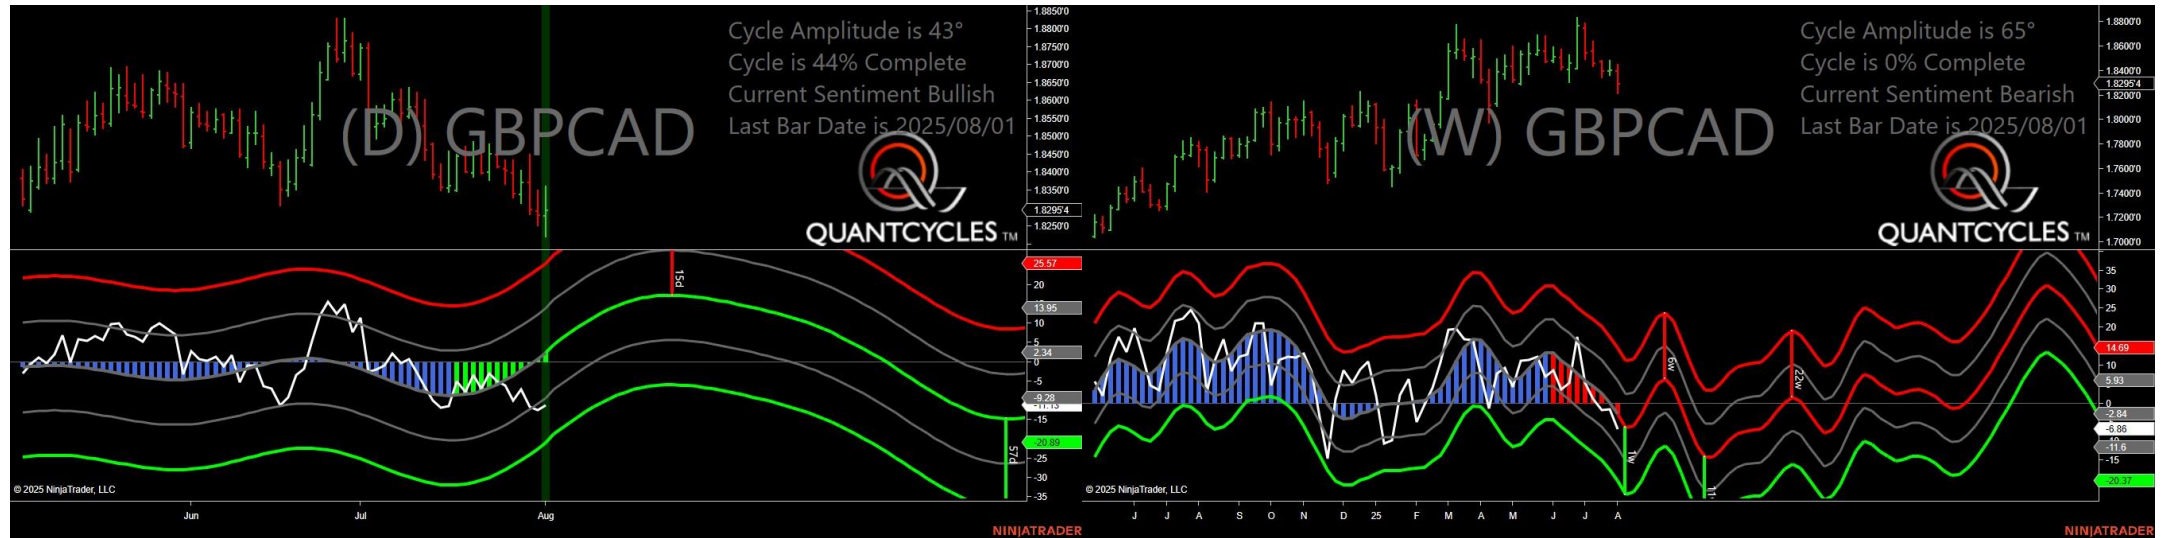 Cycle Amplitude is 43°
Cycle is 44% Complete
Current Sentiment Bullish
Last Bar Date is 2025/08/01
(D) GBPCAD
QUANTCYCLES TM
1.8850'0
1.8800'0
1.8750'0
1.8700'0
1.8650'0
1.8600'0
1.8550'0
1.8500'0
1.8450'0
1.8400'0
1.8350'0
1.8295'4
1.8250'0
15d
57d
25.57
20
13.95
10
5
2.34
0
-5
-9.28
-11.13
-15
-20.89
-25
-30
-35
© 2025 NinjaTrader, LLC
Jun
Jul
Aug
NINJATRADER
Cycle Amplitude is 65°
Cycle is 0% Complete
Current Sentiment Bearish
Last Bar Date is 2025/08/01
(W) GBPCAD
QUANTCYCLES TM
1.8800'0
1.8600'0
1.8400'0
1.8295'4
1.8200'0
1.8000'0
1.7800'0
1.7600'0
1.7400'0
1.7200'0
1.7000'0
6w
22w
1w
11
35
30
25
20
14.69
10
5.93
0
-2.84
-6.86
-11.6
-15
-20.37
© 2025 NinjaTrader, LLC
J
J
A
S
O
N
D
25
F
M
A
M
J
J
A
NINJATRADER